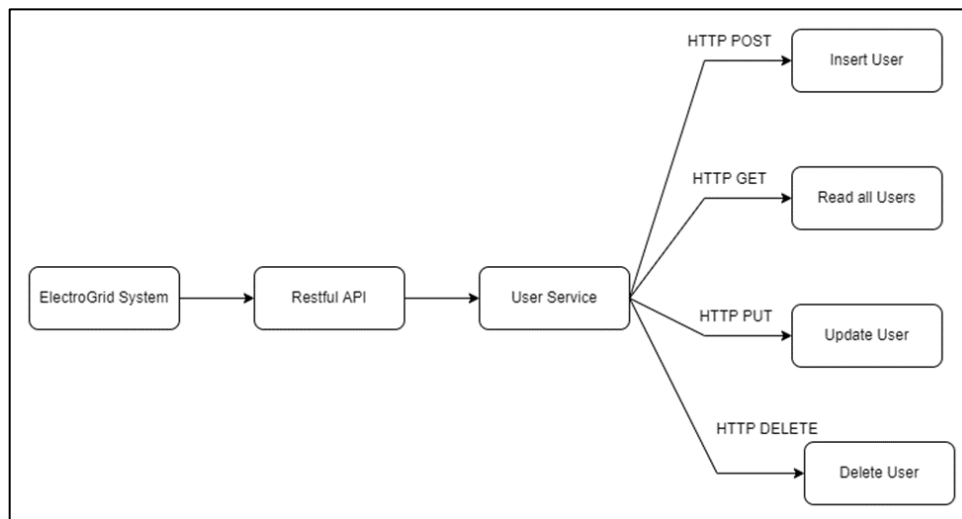 HTTP POST
Insert User
HTTP GET
Read all Users
ElectroGrid System
Restful API
User Service
HTTP PUT
Update User
HTTP DELETE
Delete User